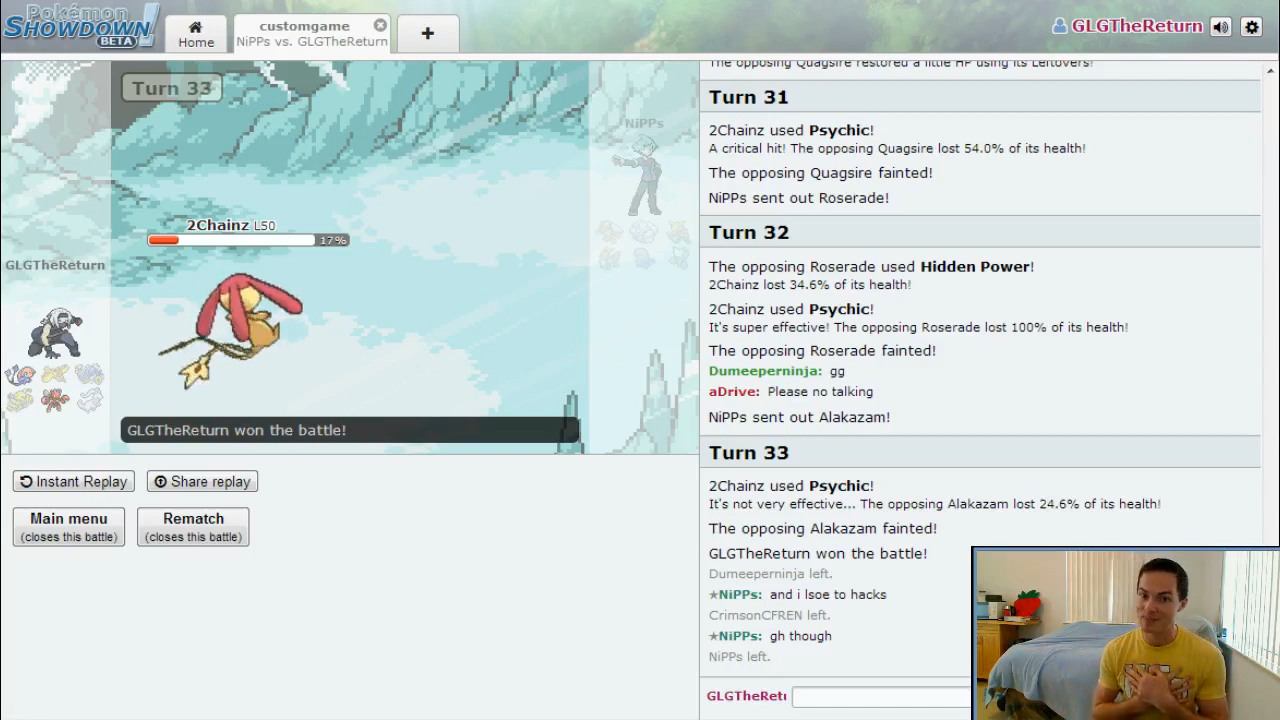 Pokémon
SHOWDOWN!
BETA
Home
customgame
NiPPs vs. GLGTheReturn
+
GLGTheReturn
Turn 33
NiPPs
2Chainz L50
17%
GLGTheReturn
GLGTheReturn won the battle!
Instant Replay
Share replay
Main menu
(closes this battle)
Rematch
(closes this battle)
The opposing Quagsire restored a little HP using its Leftovers!
Turn 31
2Chainz used Psychic!
A critical hit! The opposing Quagsire lost 54.0% of its health!
The opposing Quagsire fainted!
NiPPs sent out Roserade!
Turn 32
The opposing Roserade used Hidden Power!
2Chainz lost 34.6% of its health!
2Chainz used Psychic!
It's super effective! The opposing Roserade lost 100% of its health!
The opposing Roserade fainted!
Dumeeperninja: gg
aDrive: Please no talking
NiPPs sent out Alakazam!
Turn 33
2Chainz used Psychic!
It's not very effective... The opposing Alakazam lost 24.6% of its health!
The opposing Alakazam fainted!
GLGTheReturn won the battle!
Dumeeperninja left.
★NiPPs: and i lsoe to hacks
CrimsonCFREN left.
★NiPPs: gh though
NiPPs left.
GLGTheRetu